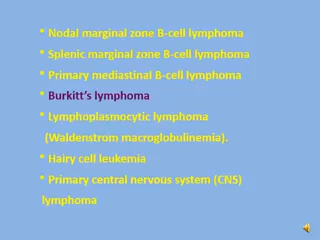 * Nodal marginal zone B-cell lymphoma
* Splenic marginal zone B-cell lymphoma
* Primary mediastinal B-cell lymphoma
* Burkitt’s lymphoma
* Lymphoplasmocytic lymphoma
(Waldenstrom macroglobulinemia).
* Hairy cell leukemia
* Primary central nervous system (CNS)
lymphoma